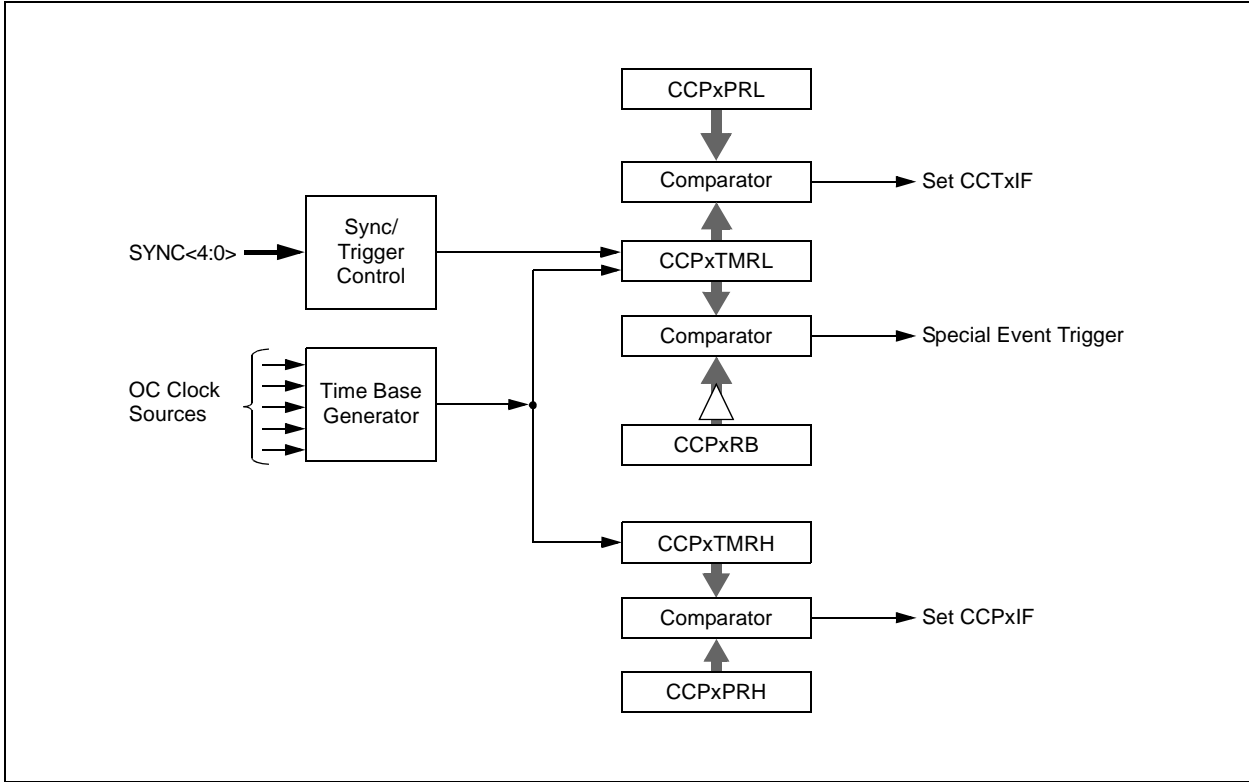 CCPxPRL
Comparator
Set CCTxIF
SYNC<4:0>
Sync/
Trigger
Control
CCPxTMRL
Comparator
Special Event Trigger
OC Clock
Sources
Time Base
Generator
CCPxRB
CCPxTMRH
Comparator
Set CCPxIF
CCPxPRH